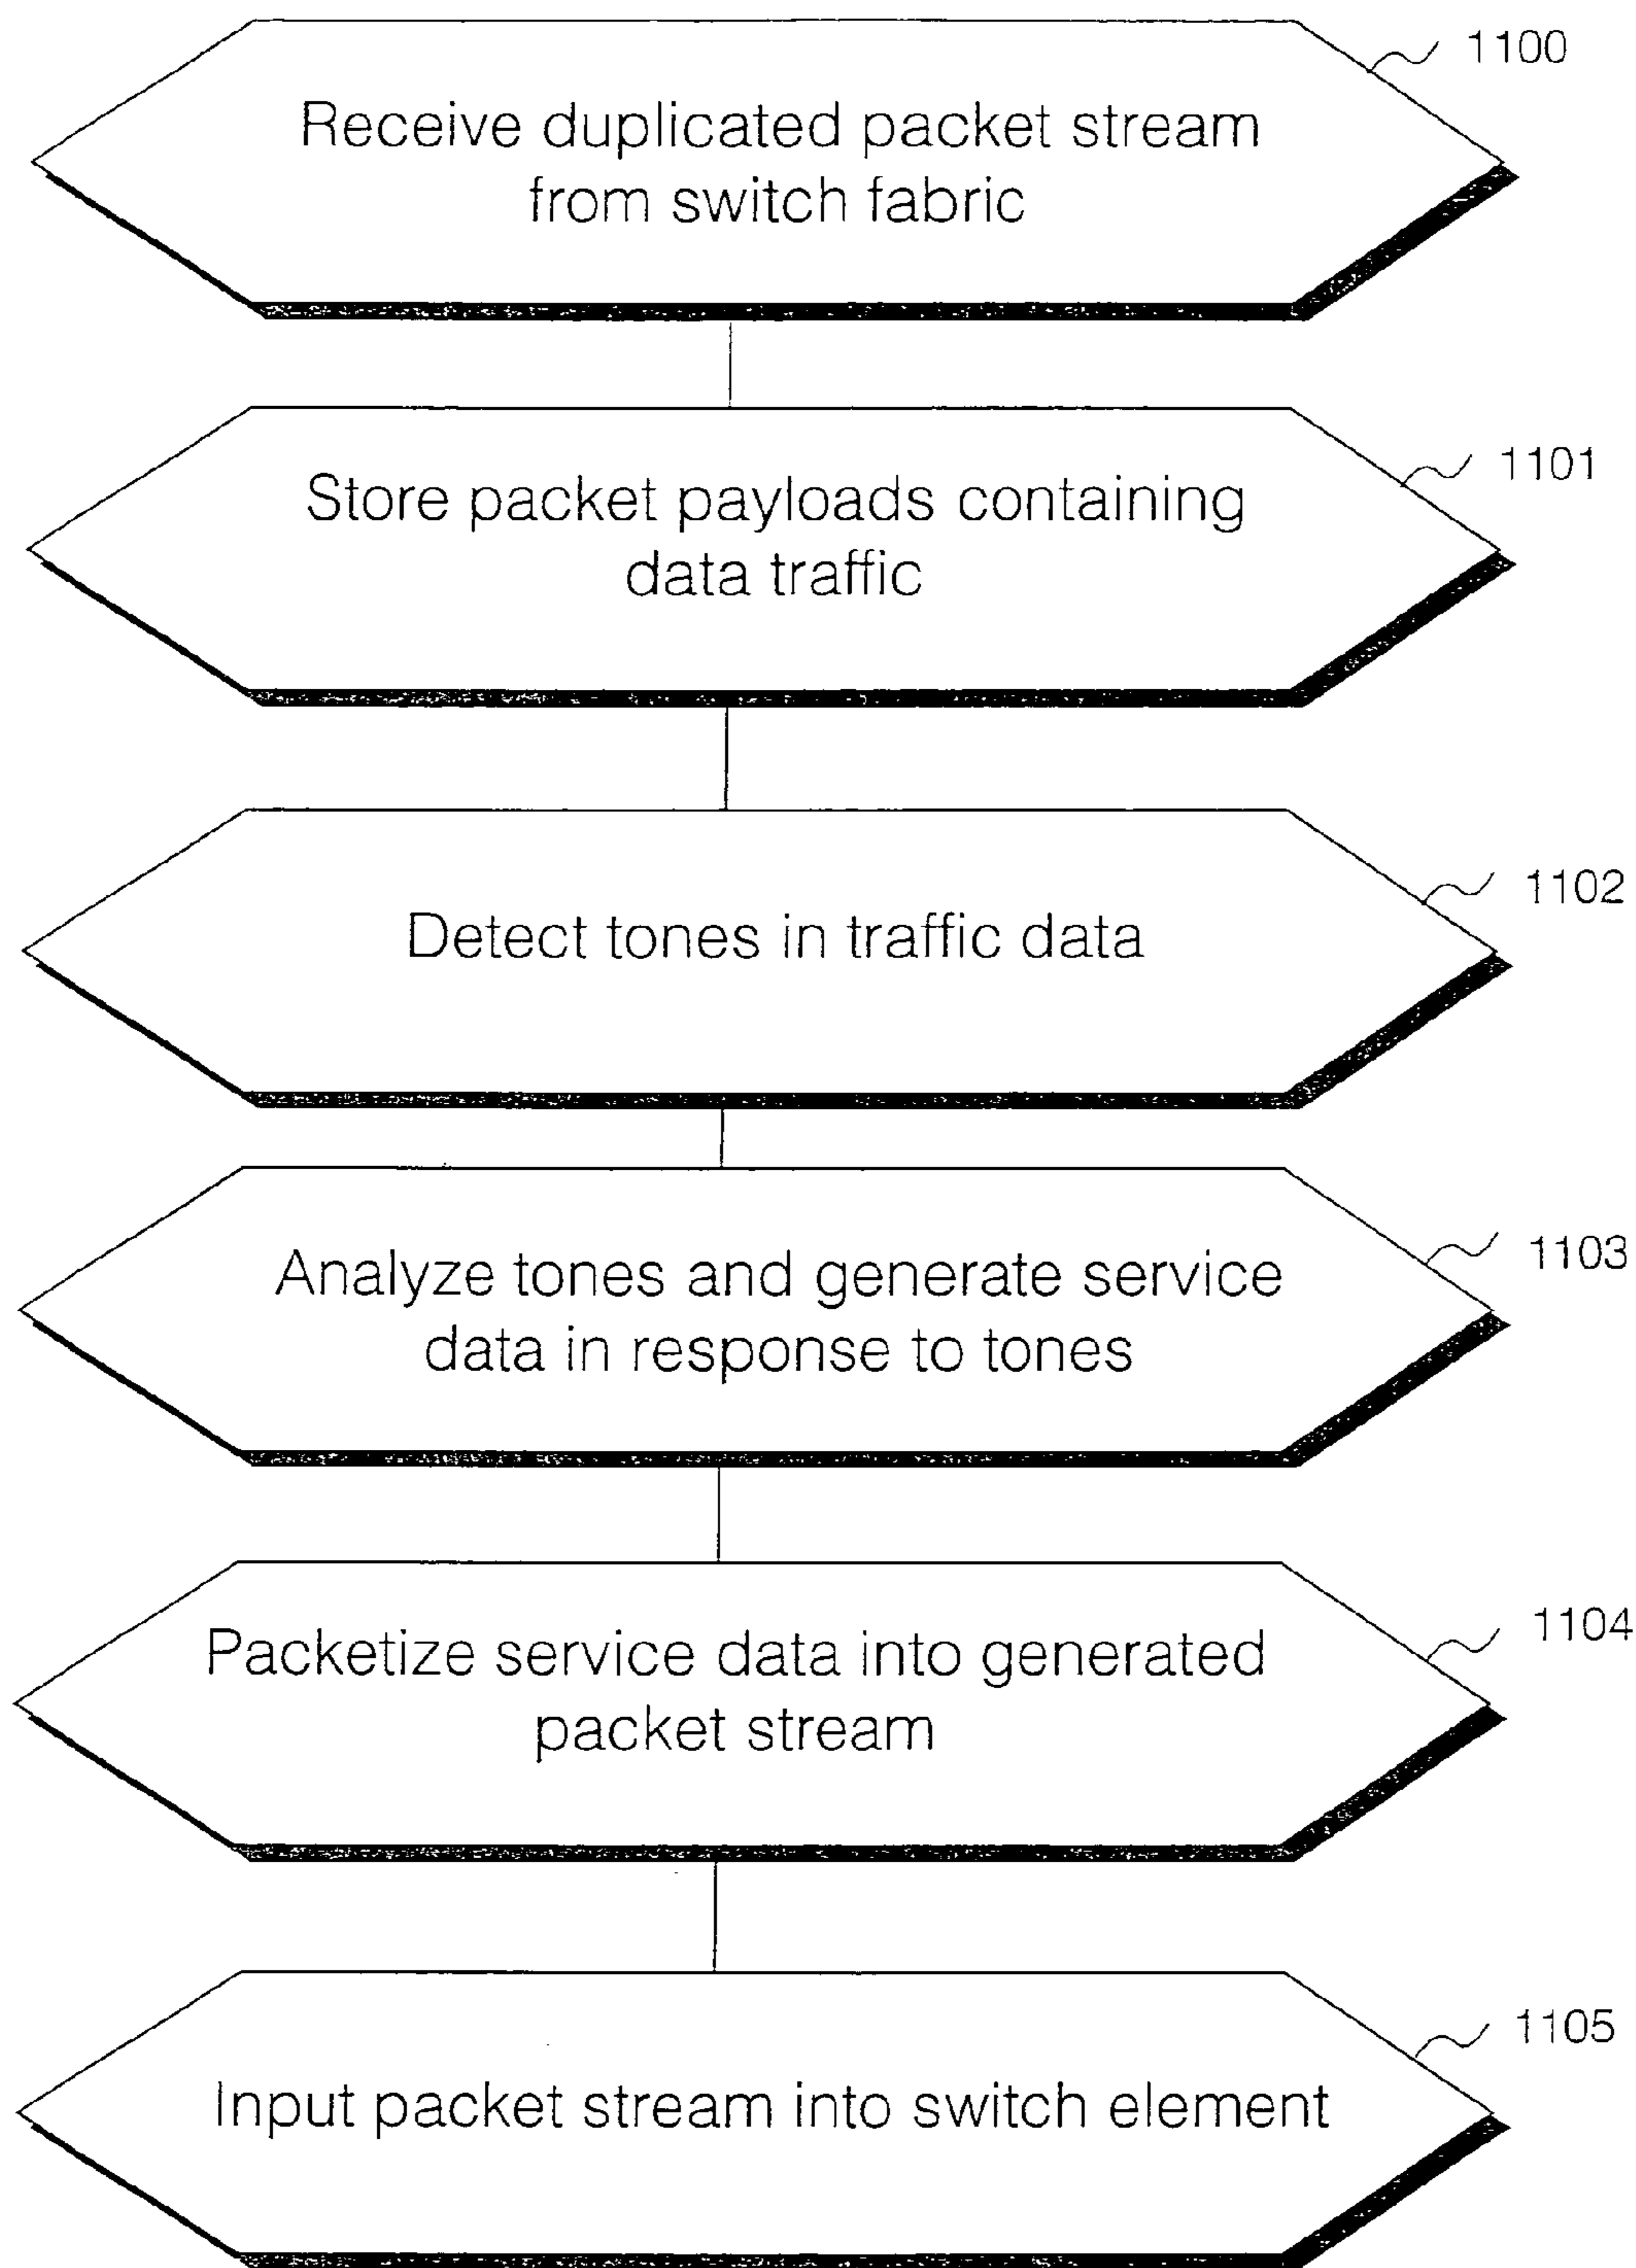 1100
Receive duplicated packet stream
from switch fabric
1101
Store packet payloads containing
data traffic
1102
Detect tones in traffic data
1103
Analyze tones and generate service
data in response to tones
1104
Packetize service data into generated
packet stream
1105
Input packet stream into switch element